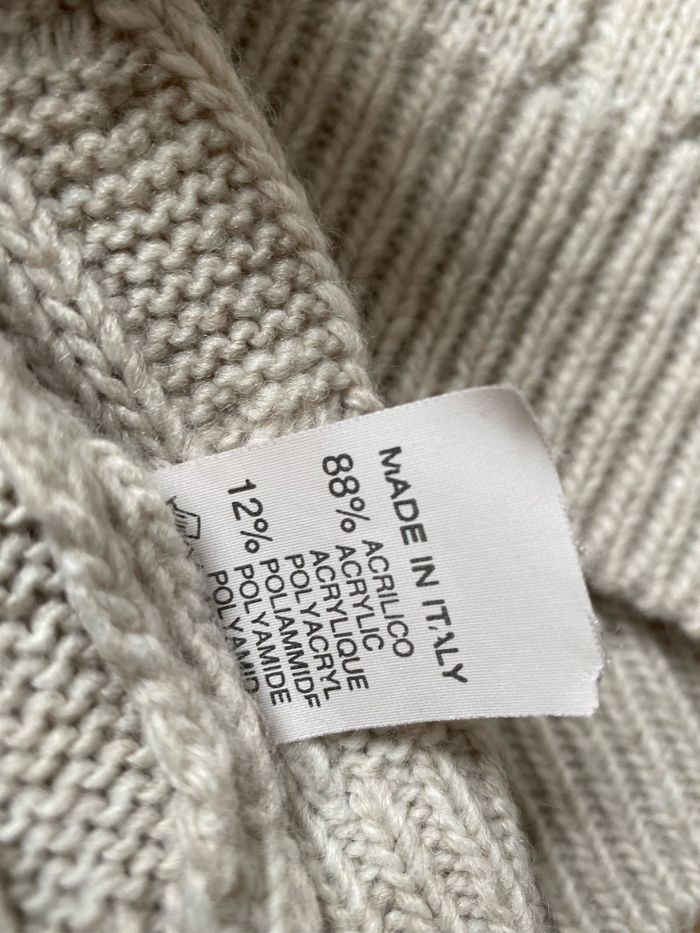 MADE IN ITALY
88% ACRILICO
ACRYLIC
ACRYLIQUE
POLYACRYL
12% POLIAMMIDE
POLYAMIDE
POLYAMID